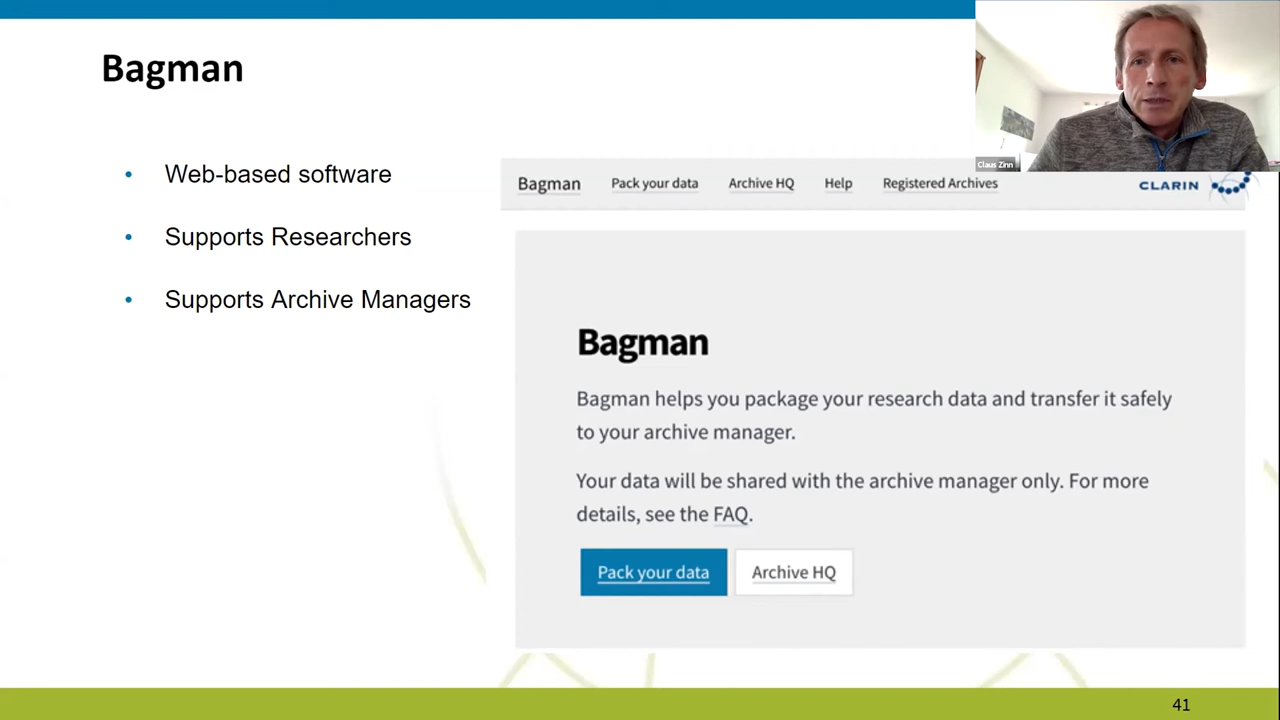 Bagman
• Web-based software
• Supports Researchers
• Supports Archive Managers
Claus Zinn
Bagman Pack your data Archive HQ Help Registered Archives CLARIN
Bagman
Bagman helps you package your research data and transfer it safely
to your archive manager.
Your data will be shared with the archive manager only. For more
details, see the FAQ.
Pack your data Archive HQ
41